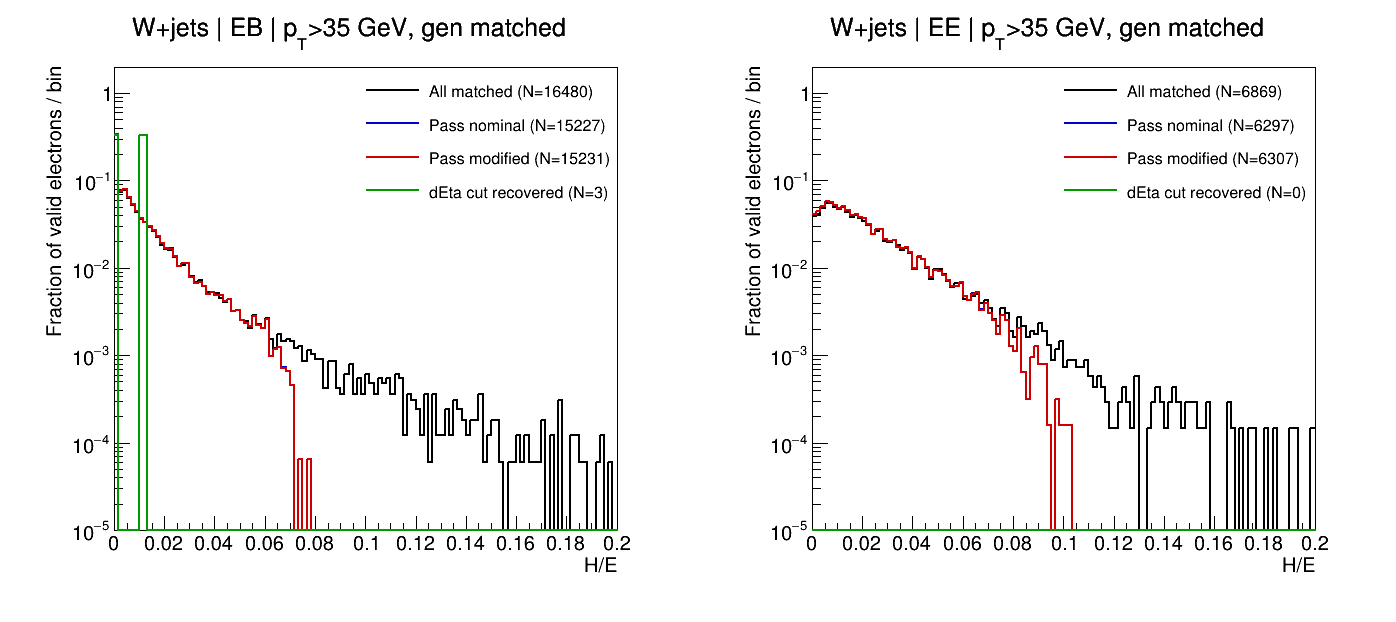 W+jets | EB | pT>35 GeV, gen matched
Fraction of valid electrons / bin
All matched (N=16480)
Pass nominal (N=15227)
Pass modified (N=15231)
dEta cut recovered (N=3)
1
10−1
10−2
10−3
10−4
10−5
0 0.02 0.04 0.06 0.08 0.1 0.12 0.14 0.16 0.18 0.2
H/E
W+jets | EE | pT>35 GeV, gen matched
Fraction of valid electrons / bin
All matched (N=6869)
Pass nominal (N=6297)
Pass modified (N=6307)
dEta cut recovered (N=0)
1
10−1
10−2
10−3
10−4
10−5
0 0.02 0.04 0.06 0.08 0.1 0.12 0.14 0.16 0.18 0.2
H/E